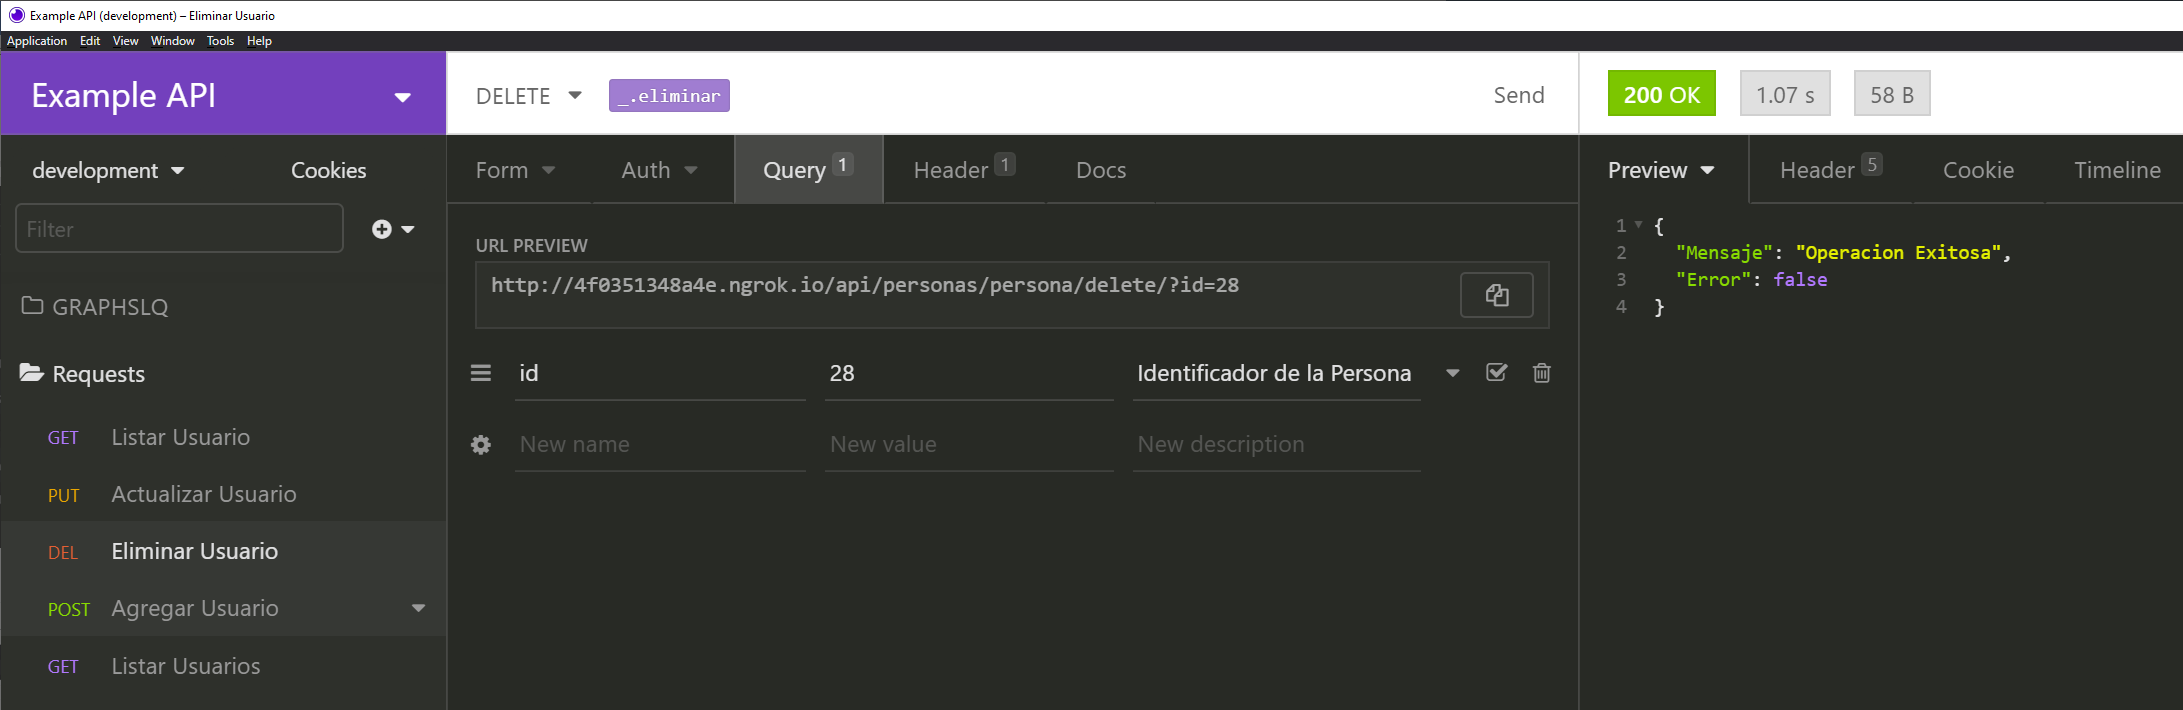 Example API (development) – Eliminar Usuario
Application Edit View Window Tools Help
Example API
DELETE _.eliminar Send
200 OK 1.07 s 58 B
development Cookies
Filter
GRAPHSLQ
Requests
GET Listar Usuario
PUT Actualizar Usuario
DEL Eliminar Usuario
POST Agregar Usuario
GET Listar Usuarios
Form Auth Query 1 Header 1 Docs
URL PREVIEW
http://4f0351348a4e.ngrok.io/api/personas/persona/delete/?id=28
id 28 Identificador de la Persona
New name New value New description
Preview Header 5 Cookie Timeline
1 {
2 "Mensaje": "Operacion Exitosa",
3 "Error": false
4 }